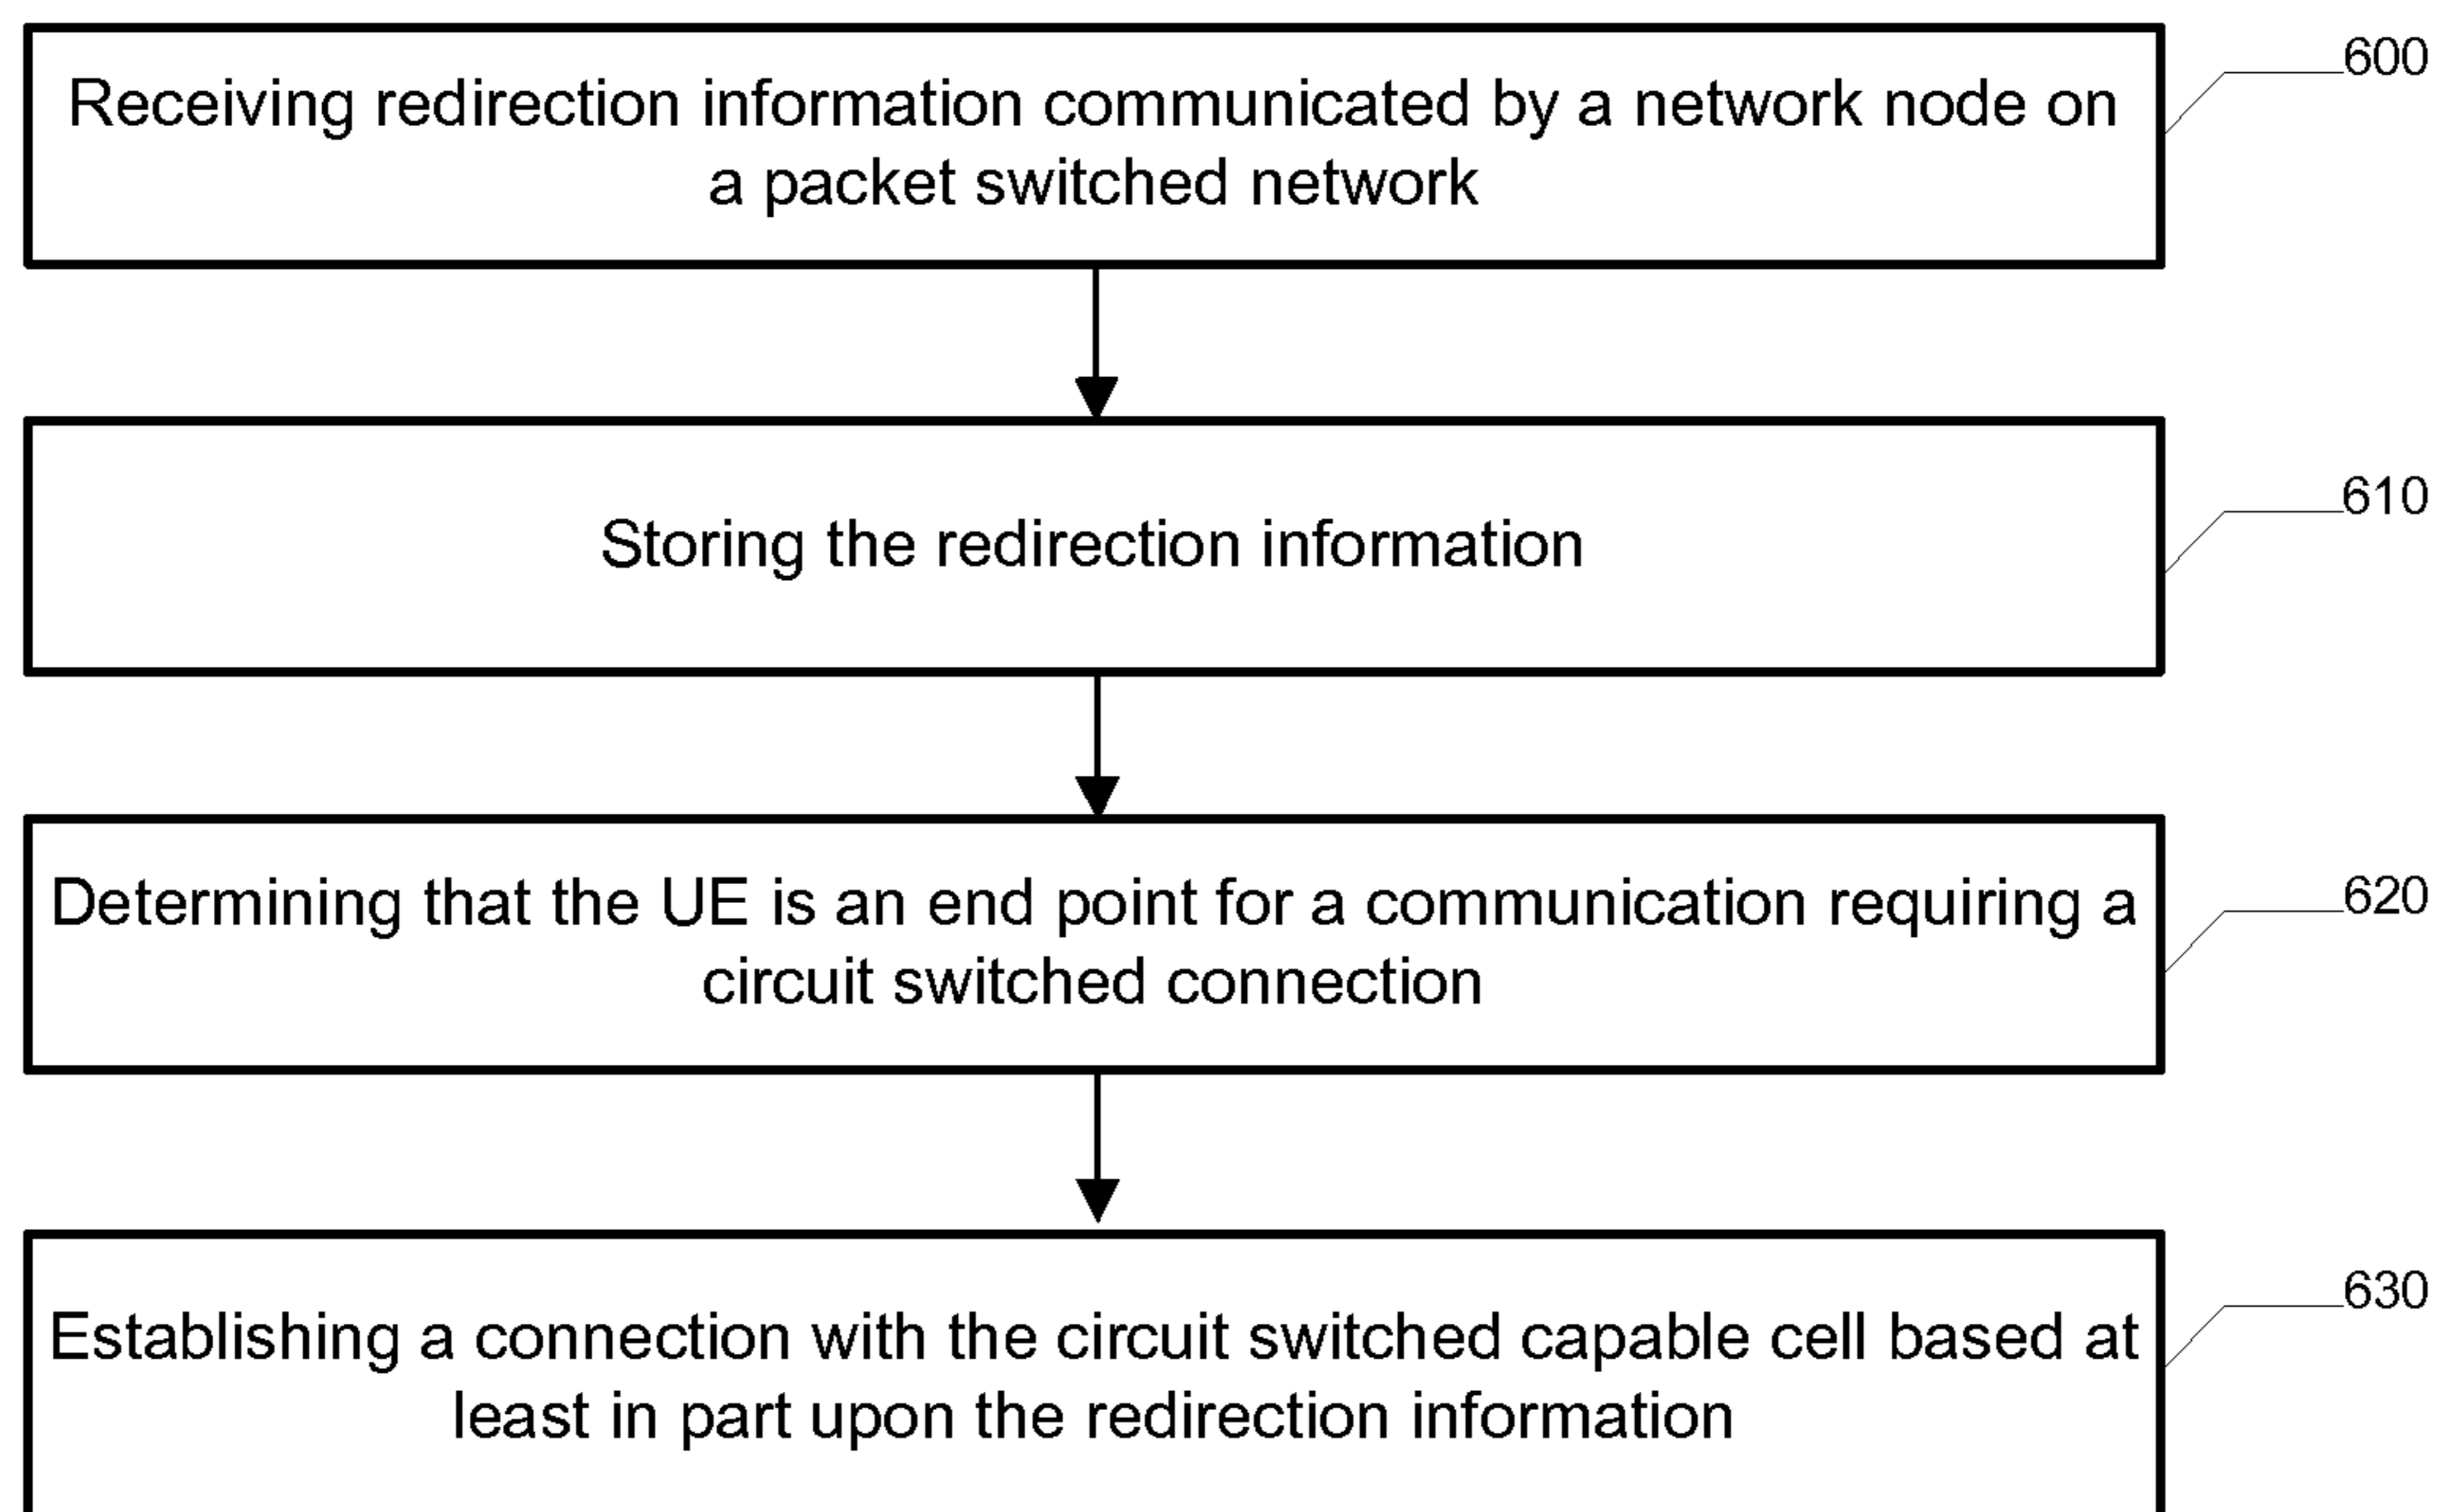 600
Receiving redirection information communicated by a network node on
a packet switched network
610
Storing the redirection information
620
Determining that the UE is an end point for a communication requiring a
circuit switched connection
630
Establishing a connection with the circuit switched capable cell based at
least in part upon the redirection information